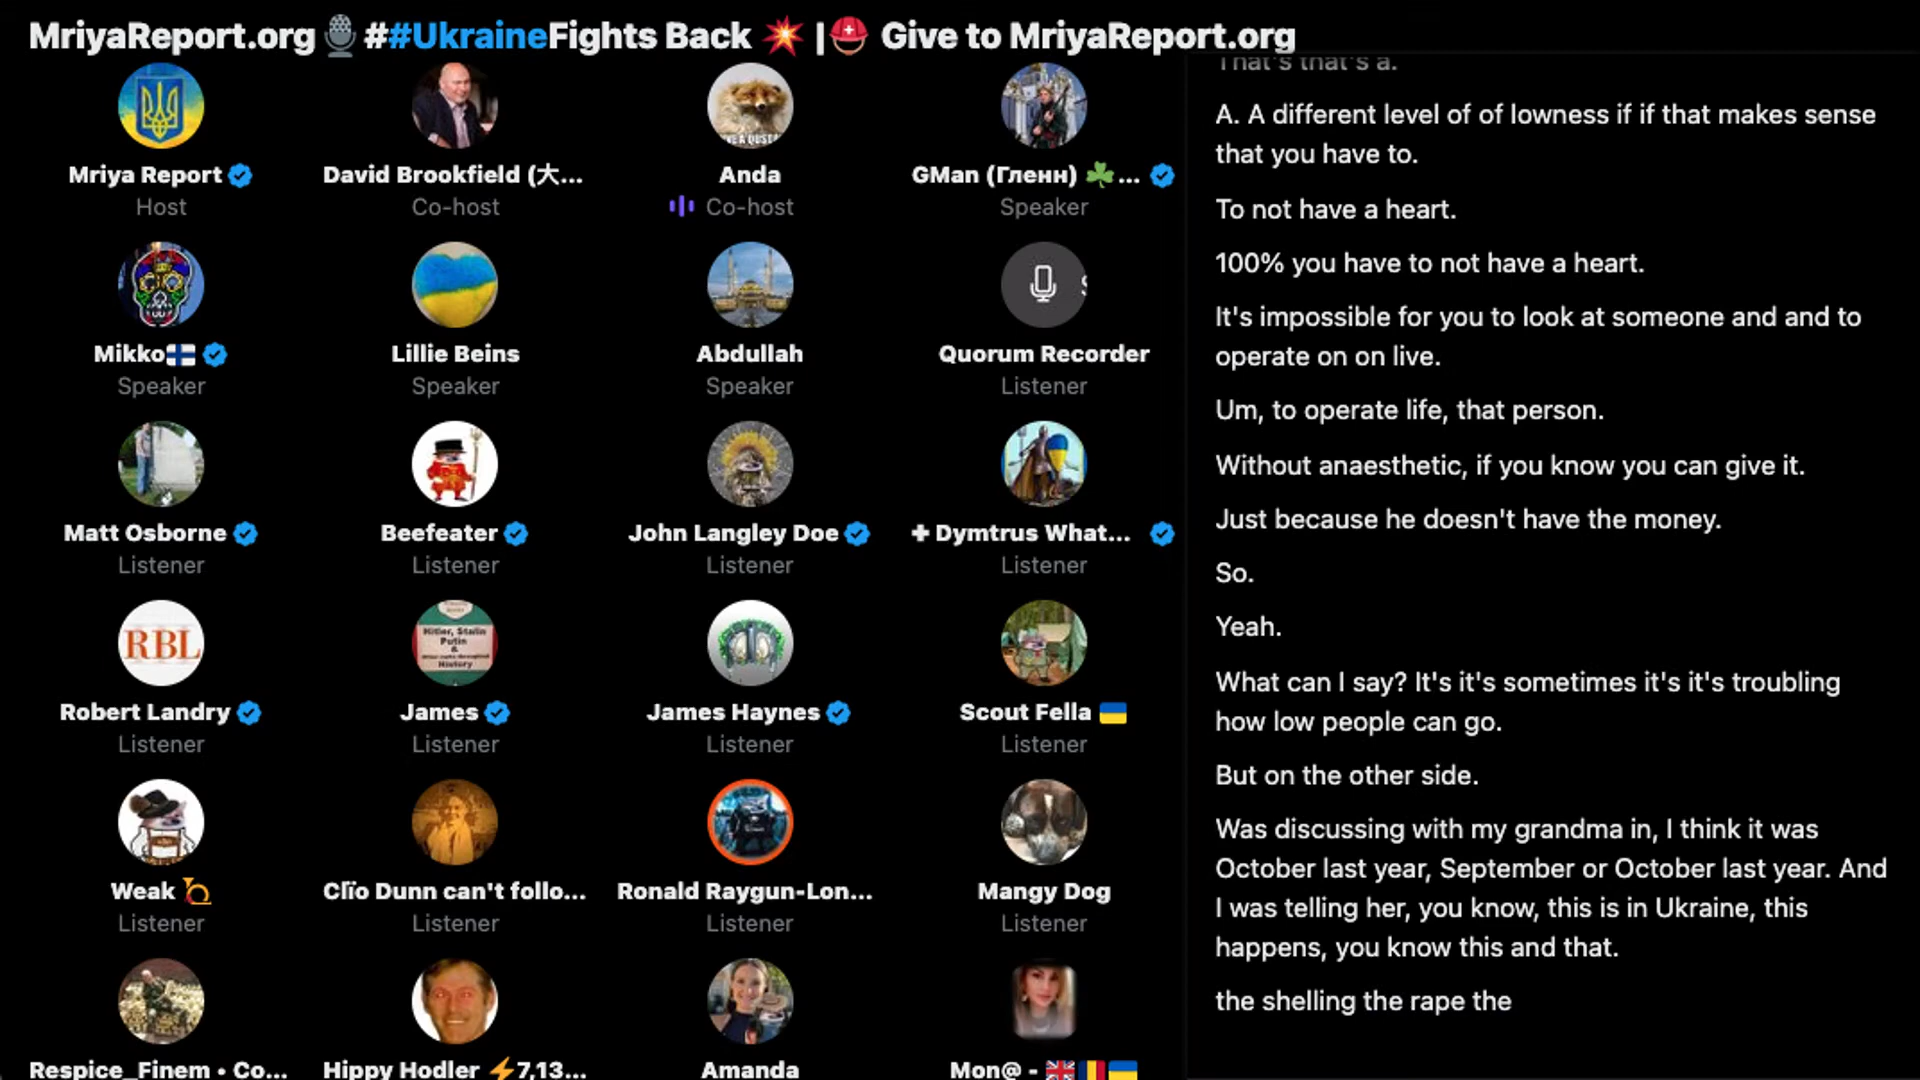 MriyaReport.org🎙️##UkraineFights Back 💥 |⛑️ Give to MriyaReport.org
Mriya Report
Host
David Brookfield (大...
Co-host
Anda
Co-host
GMan (Гленн) ☘️...
Speaker
Mikko🇫🇮
Speaker
Lillie Beins
Speaker
Abdullah
Speaker
Quorum Recorder
Listener
Matt Osborne
Listener
Beefeater
Listener
John Langley Doe
Listener
✚ Dymtrus What...
Listener
RBL
Robert Landry
Listener
Hitler, Stalin
Putin
&
History
James
Listener
James Haynes
Listener
Scout Fella 🇺🇦
Listener
Weak
Listener
Clïo Dunn can't follo...
Listener
Ronald Raygun-Lon...
Listener
Mangy Dog
Listener
Respice_Finem • Co...
Hippy Hodler ⚡7,13...
Amanda
Mon@ - 🇬🇧🇷🇴🇺🇦
That's that's a.
A. A different level of of lowness if if that makes sense
that you have to.
To not have a heart.
100% you have to not have a heart.
It's impossible for you to look at someone and and to
operate on on live.
Um, to operate life, that person.
Without anaesthetic, if you know you can give it.
Just because he doesn't have the money.
So.
Yeah.
What can I say? It's it's sometimes it's it's troubling
how low people can go.
But on the other side.
Was discussing with my grandma in, I think it was
October last year, September or October last year. And
I was telling her, you know, this is in Ukraine, this
happens, you know this and that.
the shelling the rape the